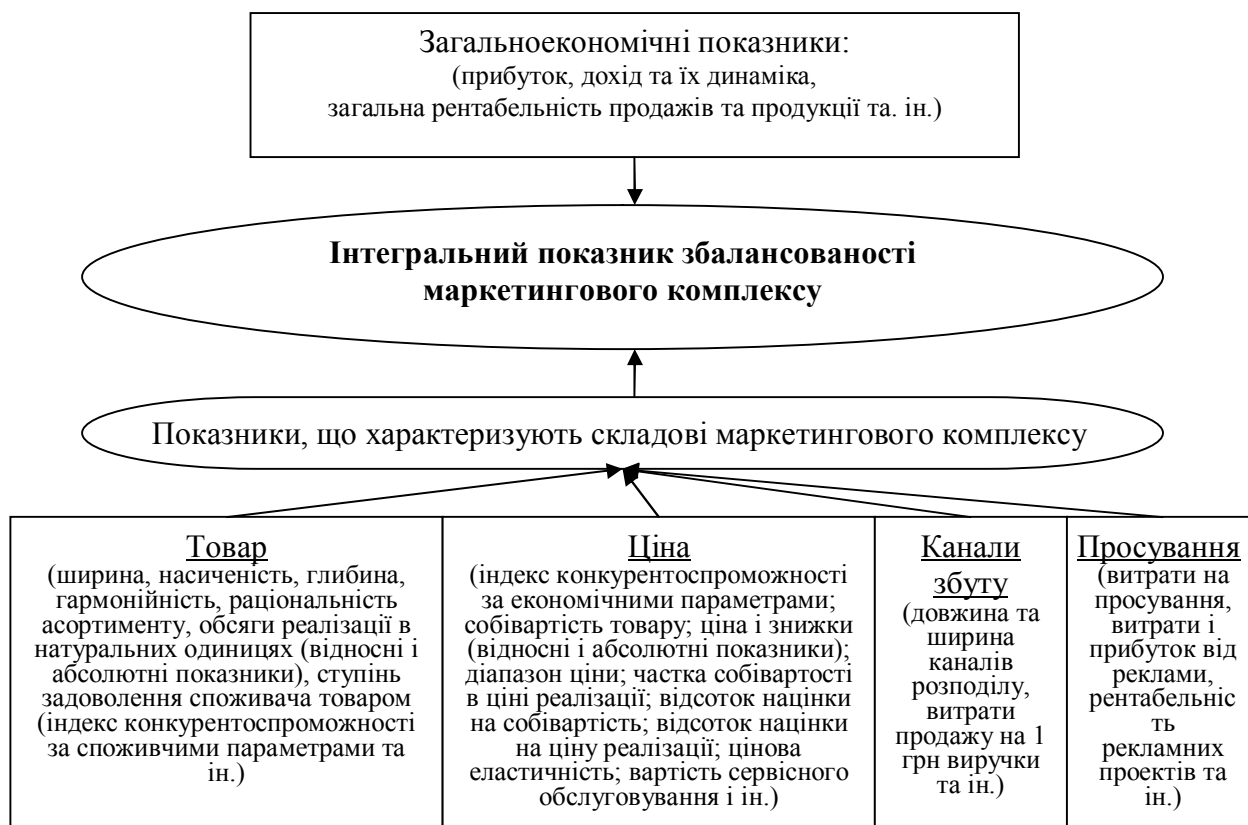 Загальноекономічні показники:
(прибуток, дохід та їх динаміка,
загальна рентабельність продажів та продукції та. ін.)
Інтегральний показник збалансованості
маркетингового комплексу
Показники, що характеризують складові маркетингового комплексу
Товар
(ширина, насиченість, глибина,
гармонійність, раціональність
асортименту, обсяги реалізації в
натуральних одиницях (відносні і
абсолютні показники), ступінь
задоволення споживача товаром
(індекс конкурентоспроможності
за споживчими параметрами та
ін.)
Ціна
(індекс конкурентоспроможності
за економічними параметрами;
собівартість товару; ціна і знижки
(відносні і абсолютні показники);
діапазон ціни; частка собівартості
в ціні реалізації; відсоток націнки
на собівартість; відсоток націнки
на ціну реалізації; цінова
еластичність; вартість сервісного
обслуговування і ін.)
Канали
збуту
(довжина та
ширина
каналів
розподілу,
витрати
продажу на 1
грн виручки
та ін.)
Просування
(витрати на
просування,
витрати і
прибуток від
реклами,
рентабельніс
ть
рекламних
проектів та
ін.)